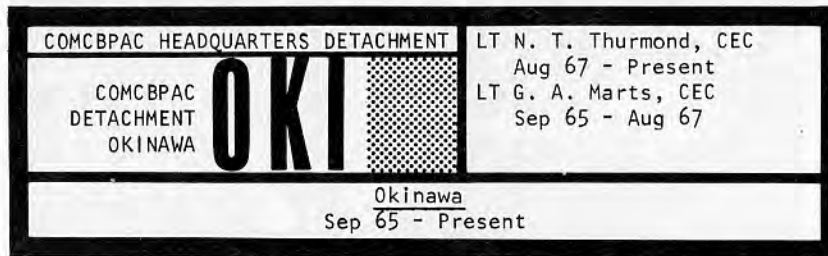 COMCBPAC HEADQUARTERS DETACHMENT
COMCBPAC
DETACHMENT
OKINAWA
OKI
LT N. T. Thurmond, CEC
Aug 67 - Present
LT G. A. Marts, CEC
Sep 65 - Aug 67
Okinawa
Sep 65 - Present